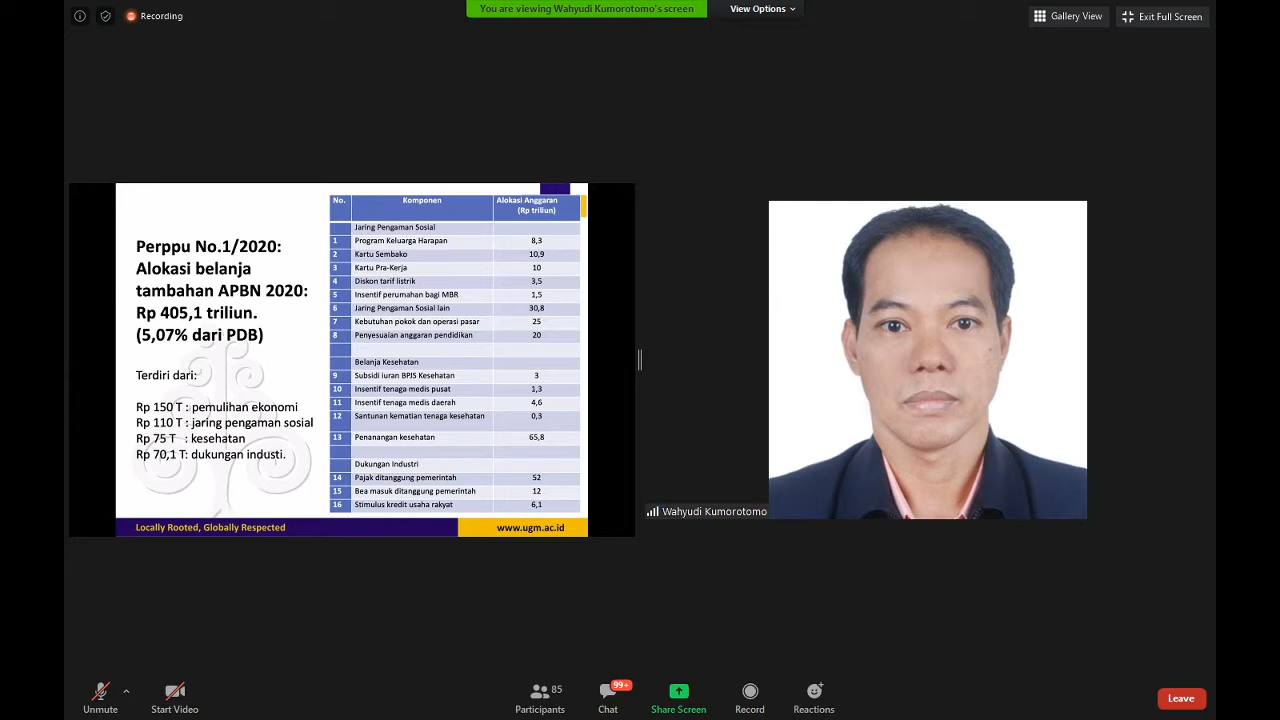 Recording
You are viewing Wahyudi Kumorotomo's screen
View Options
Gallery View
Exit Full Screen
Perppu No.1/2020:
Alokasi belanja
tambahan APBN 2020:
Rp 405,1 triliun.
(5,07% dari PDB)
Terdiri dari:
Rp 150 T : pemulihan ekonomi
Rp 110 T : jaring pengaman sosial
Rp 75 T : kesehatan
Rp 70,1 T: dukungan industi.
No. Komponen Alokasi Anggaran
(Rp triliun)
Jaring Pengaman Sosial
1 Program Keluarga Harapan 8,3
2 Kartu Sembako 10,9
3 Kartu Pra-Kerja 10
4 Diskon tarif listrik 3,5
5 Insentif perumahan bagi MBR 1,5
6 Jaring Pengaman Sosial lain 30,8
7 Kebutuhan pokok dan operasi pasar 25
8 Penyesuaian anggaran pendidikan 20
Belanja Kesehatan
9 Subsidi iuran BPJS Kesehatan 3
10 Insentif tenaga medis pusat 1,3
11 Insentif tenaga medis daerah 4,6
12 Santunan kematian tenaga kesehatan 0,3
13 Penanangan kesehatan 65,8
Dukungan Industri
14 Pajak ditanggung pemerintah 52
15 Bea masuk ditanggung pemerintah 12
16 Stimulus kredit usaha rakyat 6,1
Locally Rooted, Globally Respected
www.ugm.ac.id
Wahyudi Kumorotomo
Unmute
Start Video
85
Participants
99+
Chat
Share Screen
Record
Reactions
Leave